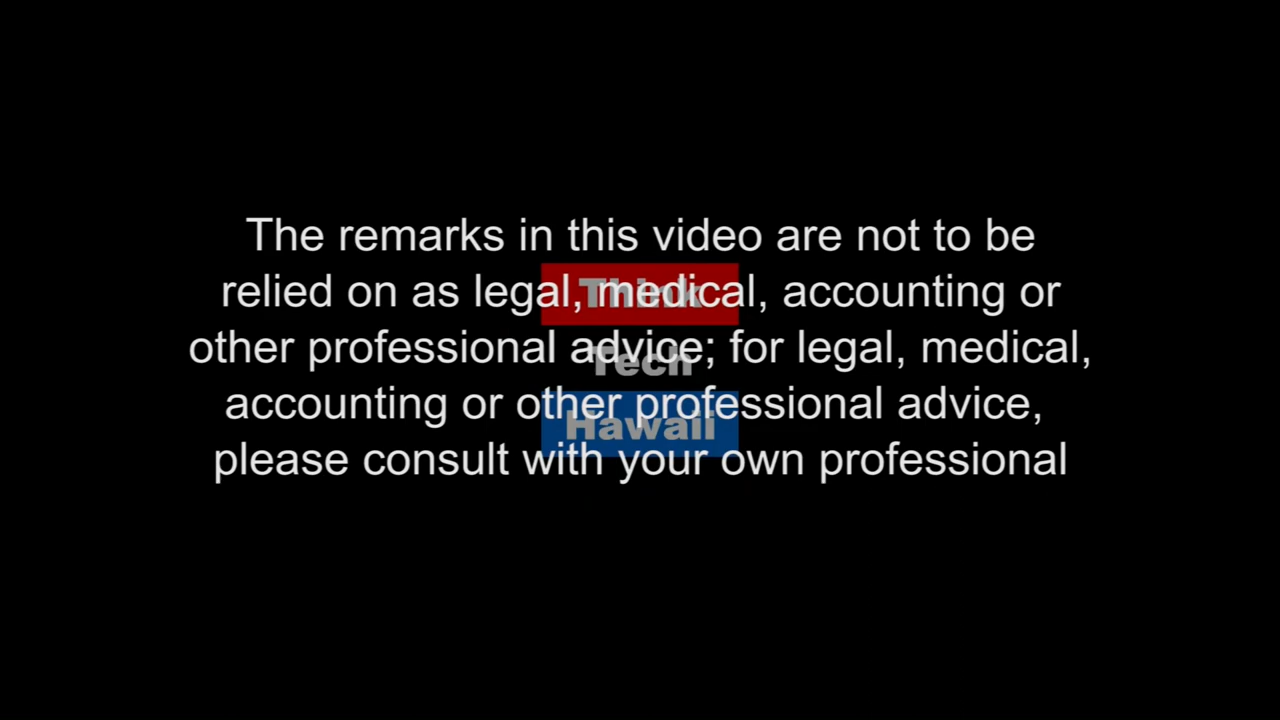 The remarks in this video are not to be
relied on as legal, medical, accounting or
other professional advice; for legal, medical,
accounting or other professional advice,
please consult with your own professional
Think
Tech
Hawaii